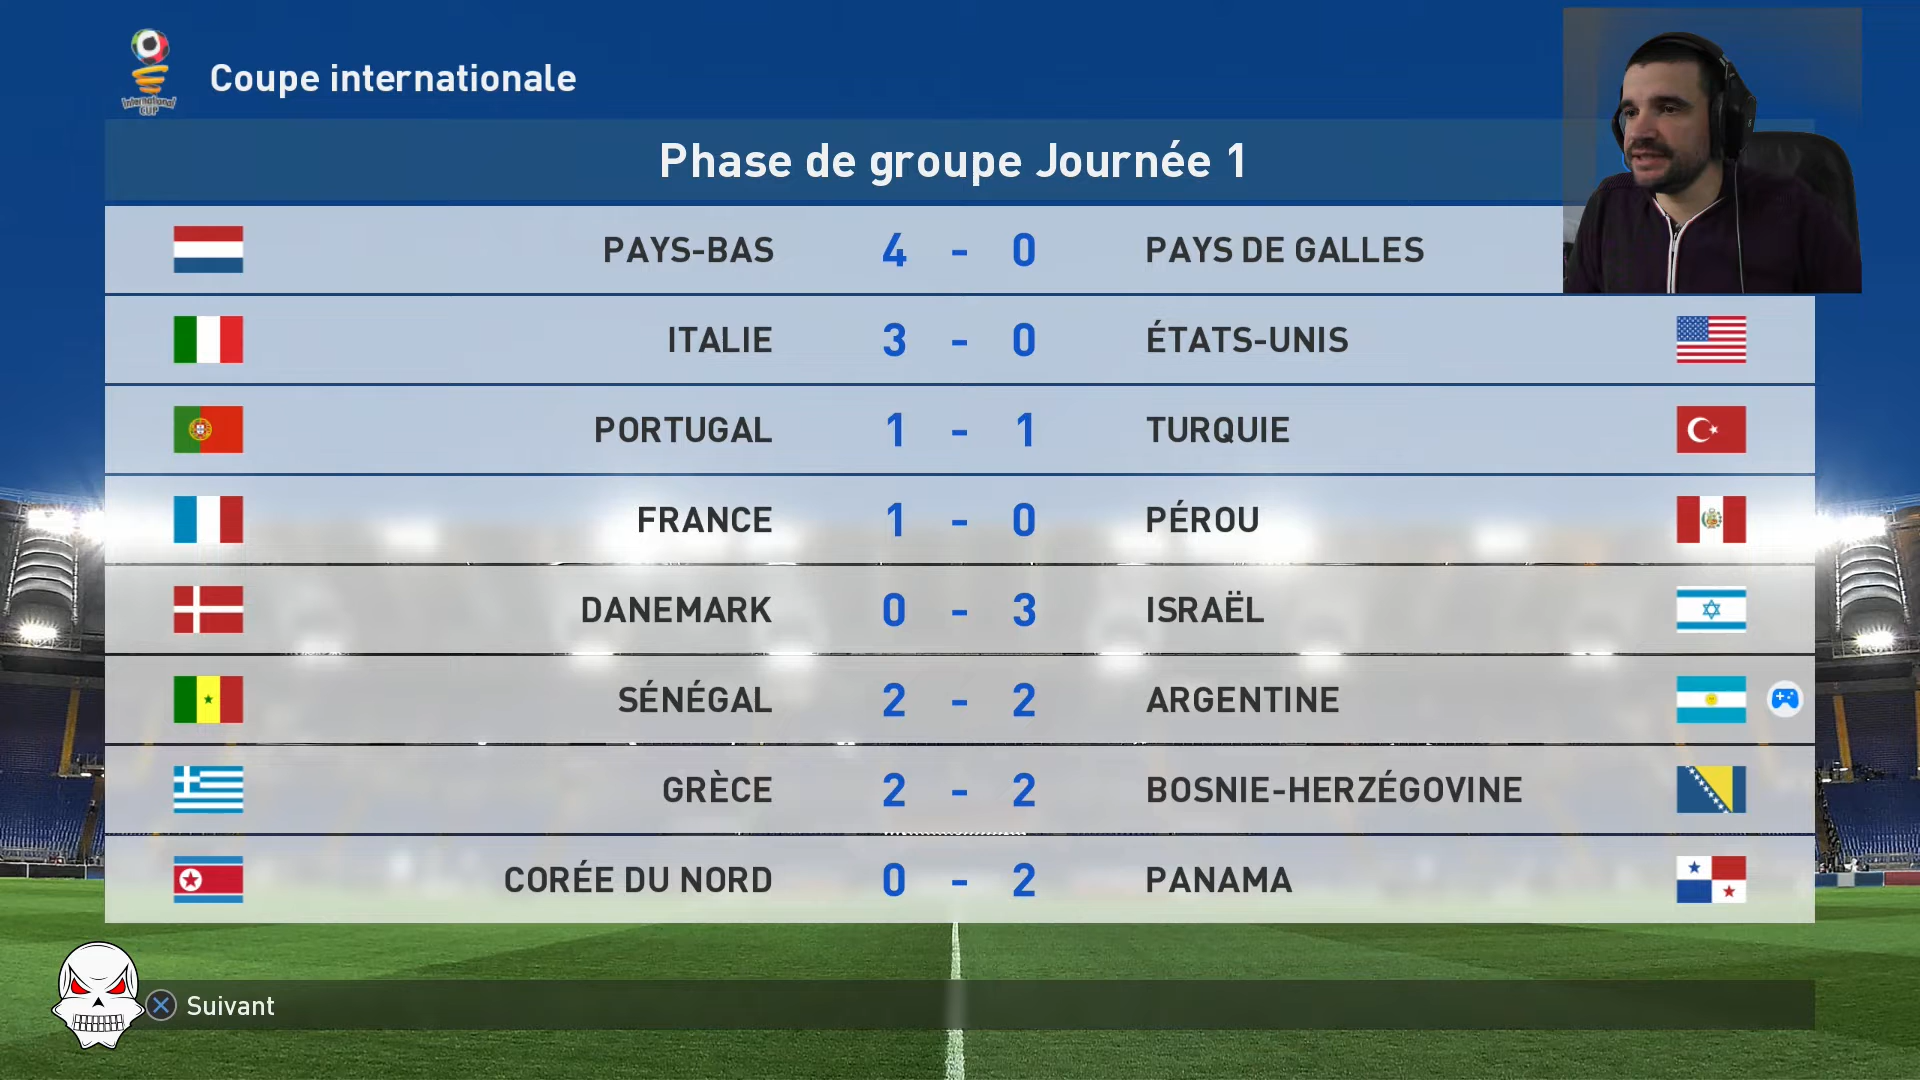 International
CUP
Coupe internationale
Phase de groupe Journée 1
PAYS-BAS 4 - 0 PAYS DE GALLES
ITALIE 3 - 0 ÉTATS-UNIS
PORTUGAL 1 - 1 TURQUIE
FRANCE 1 - 0 PÉROU
DANEMARK 0 - 3 ISRAËL
SÉNÉGAL 2 - 2 ARGENTINE
GRÈCE 2 - 2 BOSNIE-HERZÉGOVINE
CORÉE DU NORD 0 - 2 PANAMA
Suivant